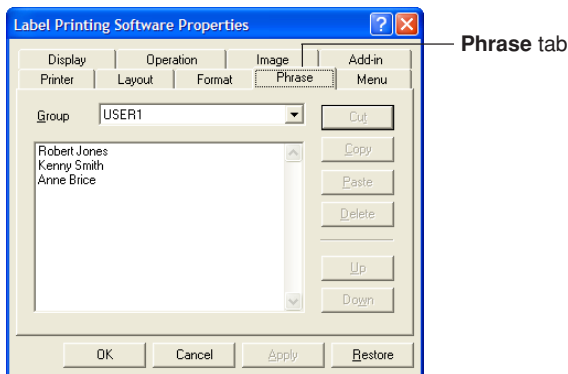 Label Printing Software Properties
Phrase tab
Display Operation Image Add-in
Printer Layout Format Phrase Menu
Group USER1 Cut
Robert Jones Copy
Kenny Smith
Anne Brice Paste
Delete
Up
Down
OK Cancel Apply Restore